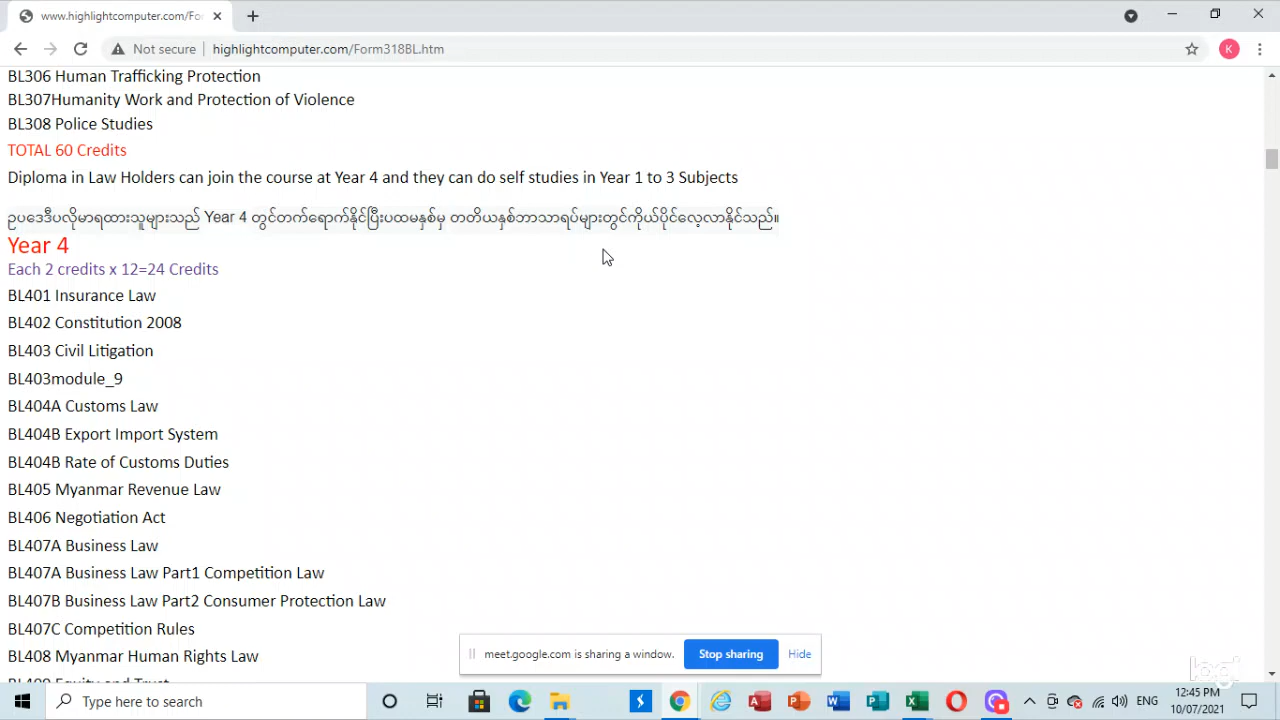 www.highlightcomputer.com/For
Not secure
highlightcomputer.com/Form318BL.htm
K
BL306 Human Trafficking Protection
BL307Humanity Work and Protection of Violence
BL308 Police Studies
TOTAL 60 Credits
Diploma in Law Holders can join the course at Year 4 and they can do self studies in Year 1 to 3 Subjects
ဥပဒေဒီပလိုမာရထားသူများသည် Year 4 တွင်တက်ရောက်နိုင်ပြီးပထမနှစ်မှ တတိယနှစ်ဘာသာရပ်များတွင်ကိုယ်ပိုင်လေ့လာနိုင်သည်။
Year 4
Each 2 credits x 12=24 Credits
BL401 Insurance Law
BL402 Constitution 2008
BL403 Civil Litigation
BL403module_9
BL404A Customs Law
BL404B Export Import System
BL404B Rate of Customs Duties
BL405 Myanmar Revenue Law
BL406 Negotiation Act
BL407A Business Law
BL407A Business Law Part1 Competition Law
BL407B Business Law Part2 Consumer Protection Law
BL407C Competition Rules
BL408 Myanmar Human Rights Law
meet.google.com is sharing a window.
Stop sharing
Hide
Type here to search
ENG
12:45 PM
10/07/2021